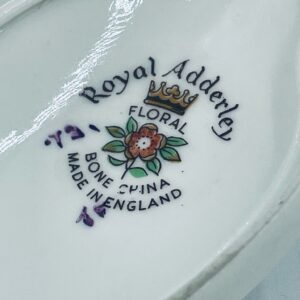 Royal Adderley
FLORAL
BONE CHINA
MADE IN ENGLAND